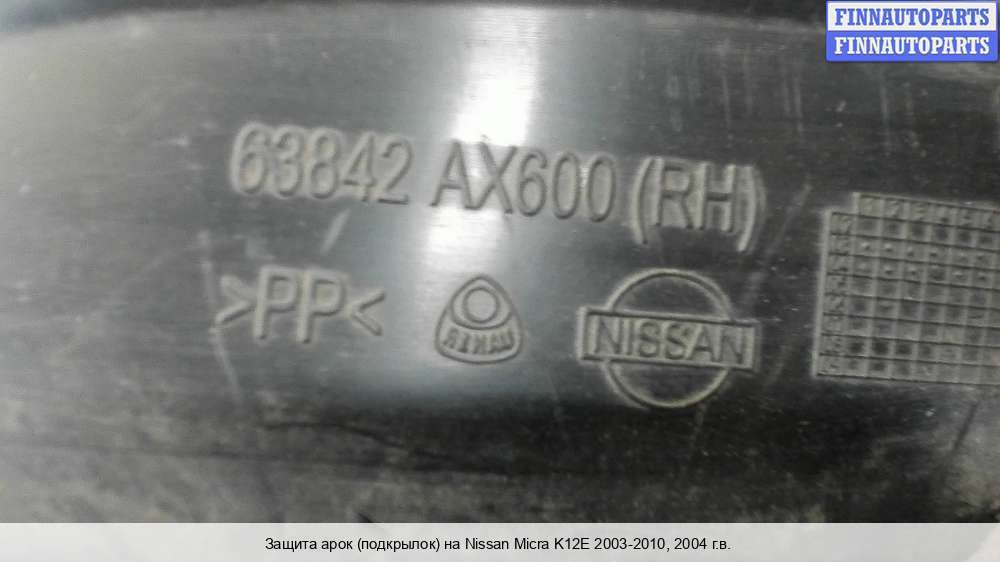 FINNAUTOPARTS
FINNAUTOPARTS
63842 AX600 (RH)
>PP<
NISSAN
Защита арок (подкрылок) на Nissan Micra K12E 2003-2010, 2004 г.в.